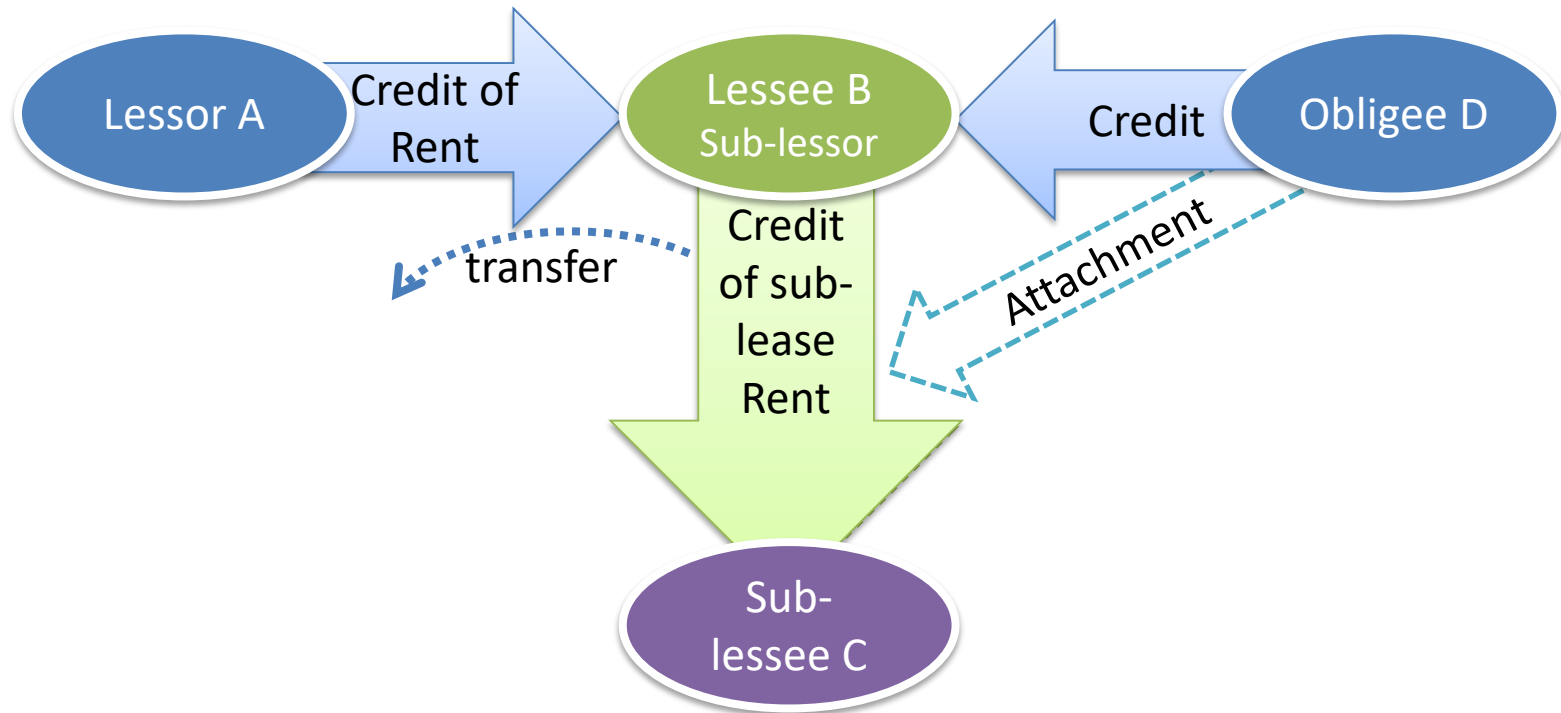 Lessor A
Credit of
Rent
Lessee B
Sub-lessor
Credit
Obligee D
Credit
of sub-
lease
Rent
transfer
Attachment
Sub-
lessee C